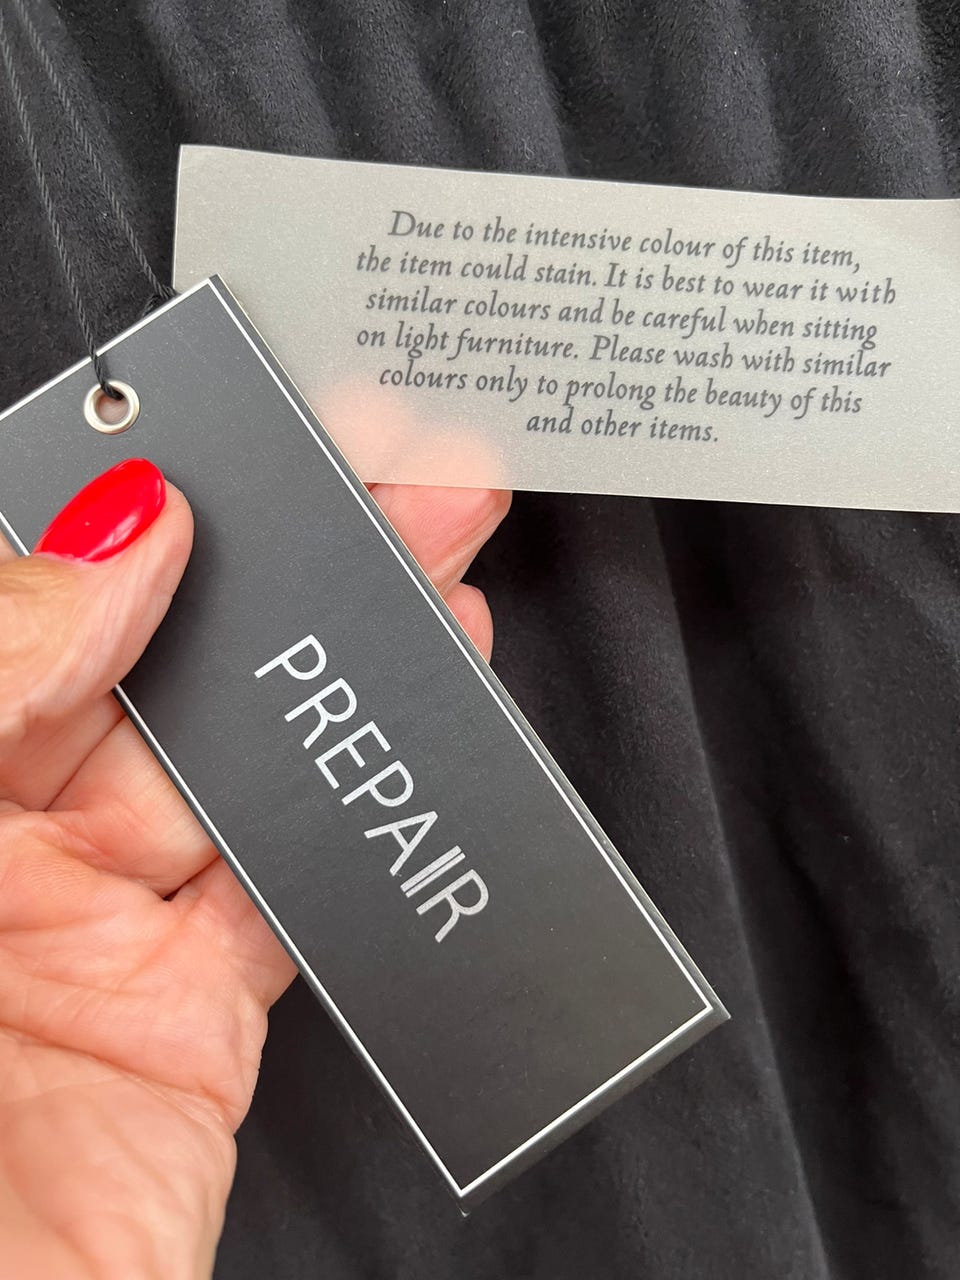 Due to the intensive colour of this item,
the item could stain. It is best to wear it with
similar colours and be careful when sitting
on light furniture. Please wash with similar
colours only to prolong the beauty of this
and other items.
PREPAIR